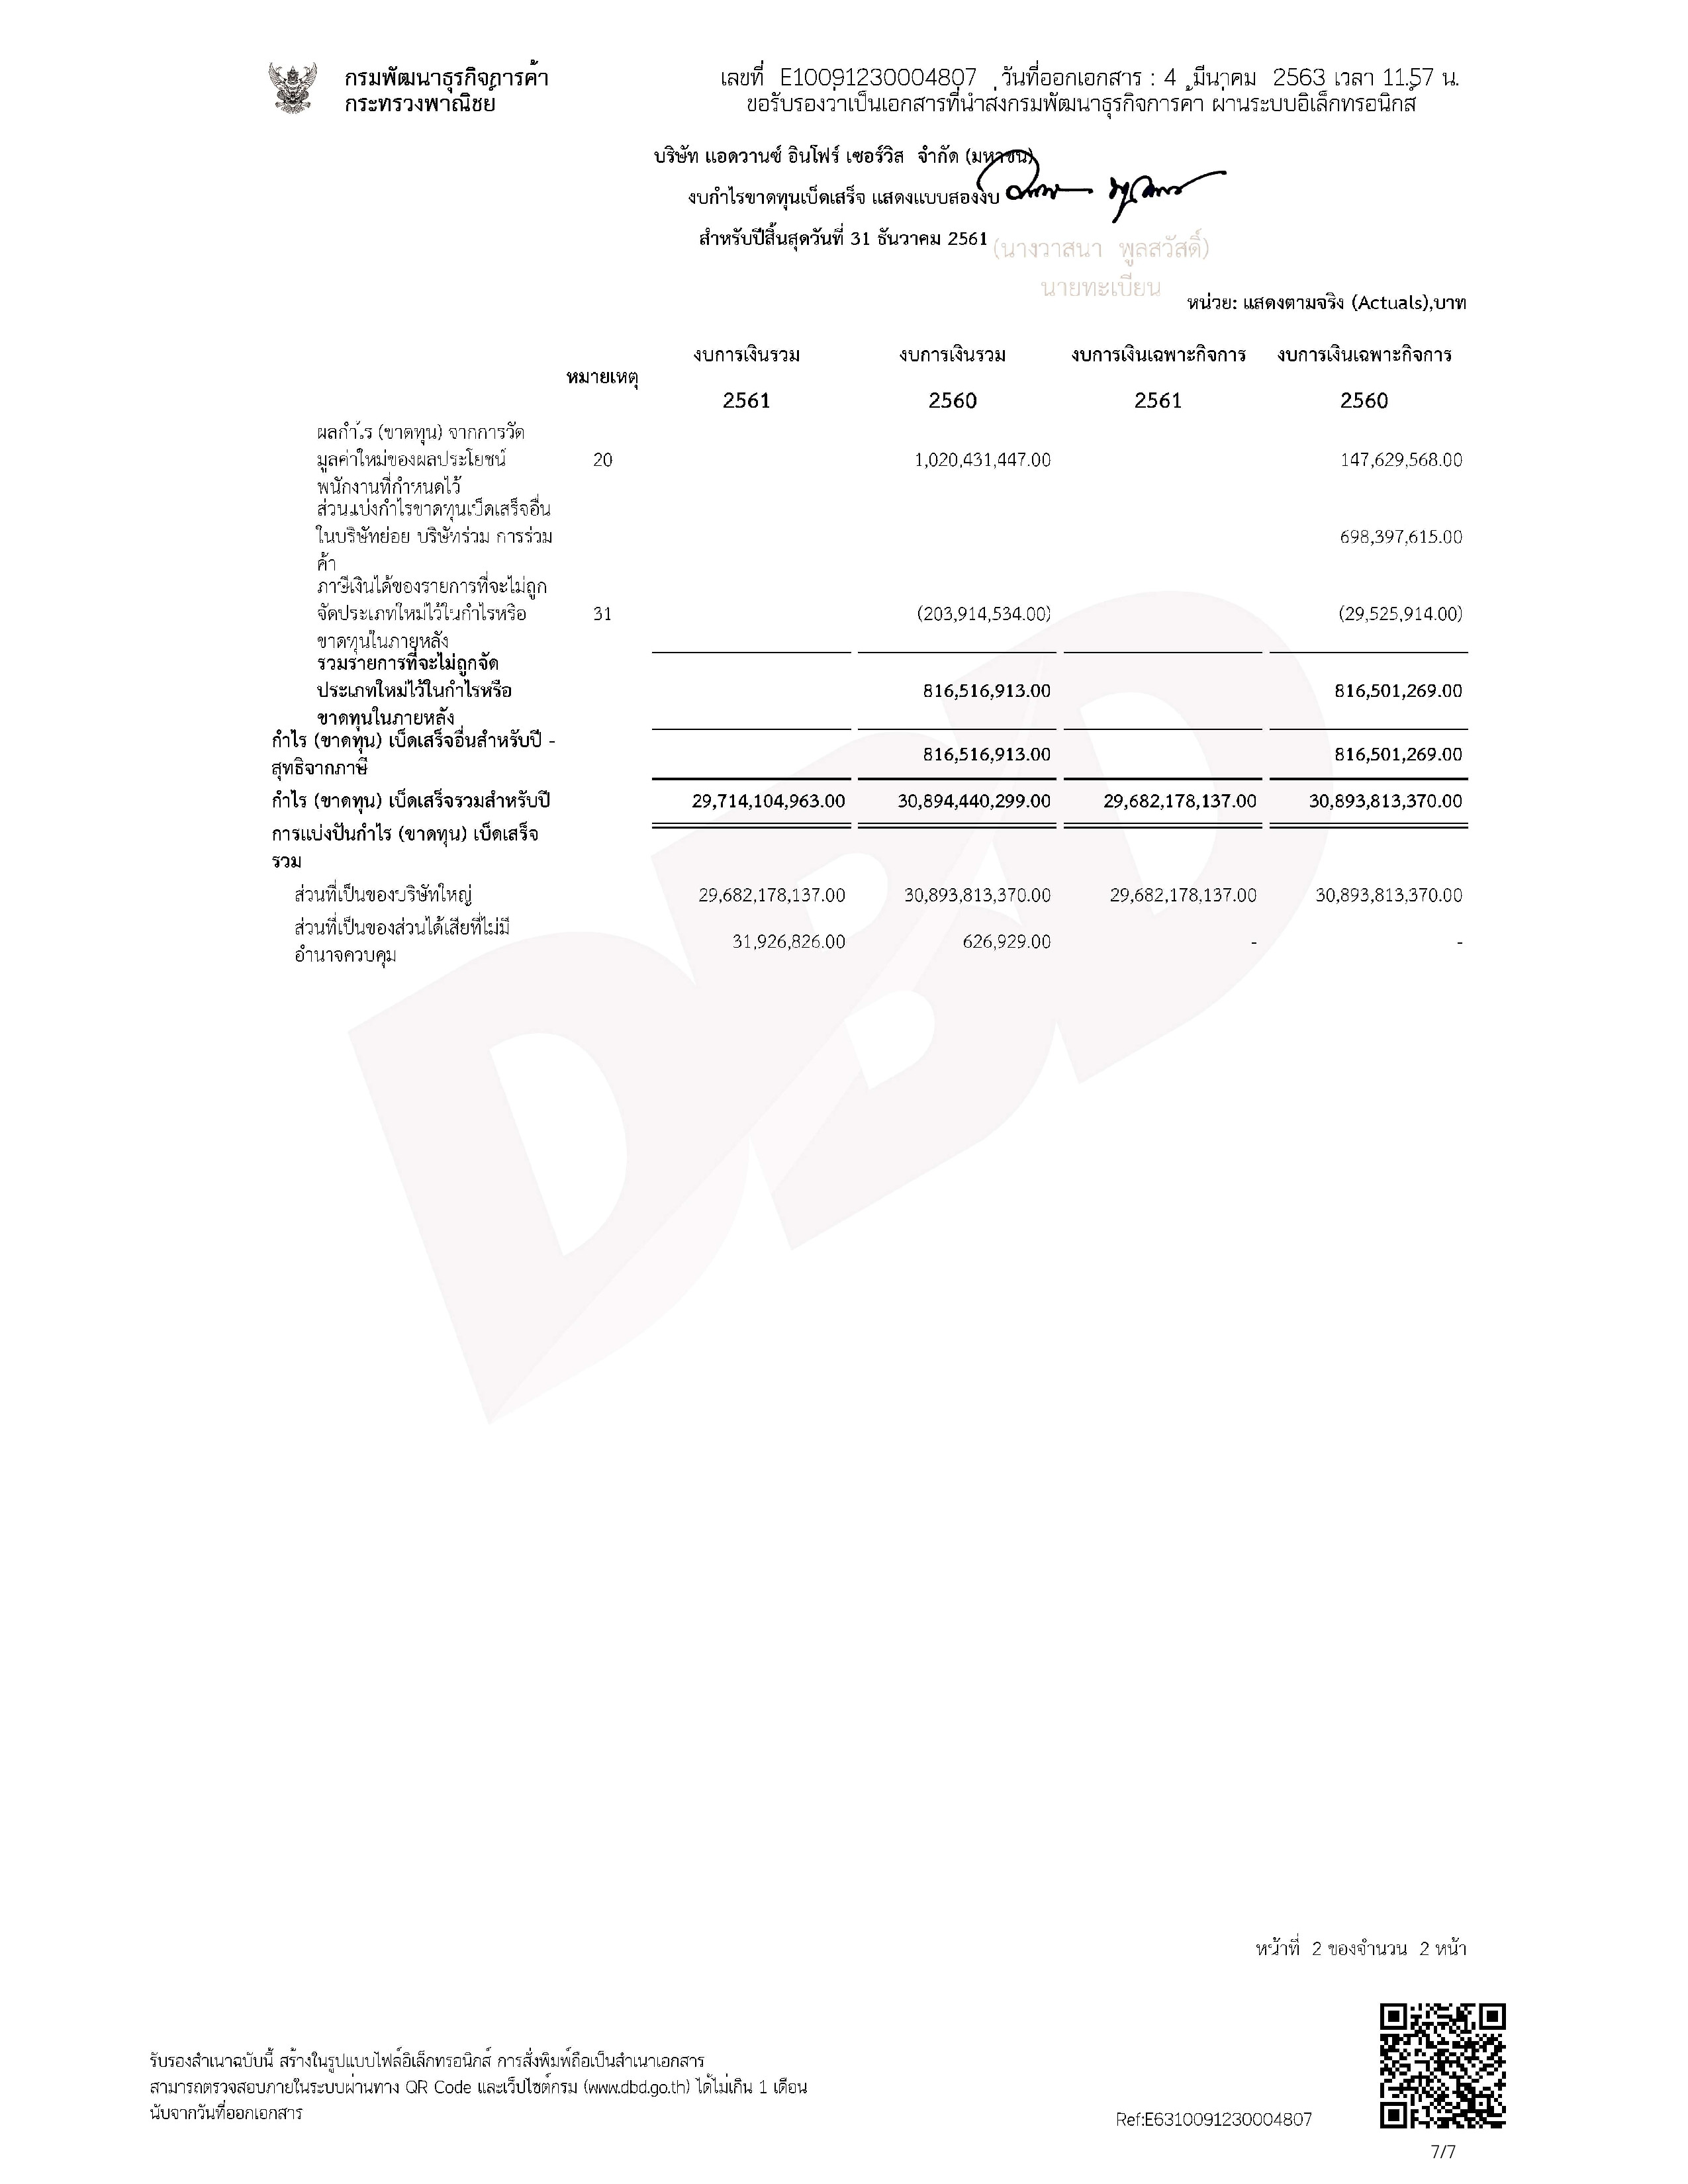 กรมพัฒนาธุรกิจการค้า
กระทรวงพาณิชย์
เลขที่ E10091230004807 วันที่ออกเอกสาร : 4 มีนาคม 2563 เวลา 11.57 น.
ขอรับรองว่าเป็นเอกสารที่นำส่งกรมพัฒนาธุรกิจการค้า ผ่านระบบอิเล็กทรอนิกส์
บริษัท แอดวานซ์ อินโฟร์ เซอร์วิส จำกัด (มหาชน)
งบกำไรขาดทุนเบ็ดเสร็จ แสดงแบบสองงบ
สำหรับปีสิ้นสุดวันที่ 31 ธันวาคม 2561
(นางวาสนา พูลสวัสดิ์)
นายทะเบียน
หน่วย: แสดงตามจริง (Actuals),บาท
งบการเงินรวม งบการเงินรวม งบการเงินเฉพาะกิจการ งบการเงินเฉพาะกิจการ
หมายเหตุ
2561 2560 2561 2560
ผลกำไร (ขาดทุน) จากการวัด
มูลค่าใหม่ของผลประโยชน์ 20 1,020,431,447.00 147,629,568.00
พนักงานที่กำหนดไว้
ส่วนแบ่งกำไรขาดทุนเบ็ดเสร็จอื่น
ในบริษัทย่อย บริษัทร่วม การร่วม 698,397,615.00
ค้า
ภาษีเงินได้ของรายการที่จะไม่ถูก
จัดประเภทใหม่ไว้ในกำไรหรือ 31 (203,914,534.00) (29,525,914.00)
ขาดทุนในภายหลัง
รวมรายการที่จะไม่ถูกจัด
ประเภทใหม่ไว้ในกำไรหรือ 816,516,913.00 816,501,269.00
ขาดทุนในภายหลัง
กำไร (ขาดทุน) เบ็ดเสร็จอื่นสำหรับปี -
816,516,913.00 816,501,269.00
สุทธิจากภาษี
กำไร (ขาดทุน) เบ็ดเสร็จรวมสำหรับปี 29,714,104,963.00 30,894,440,299.00 29,682,178,137.00 30,893,813,370.00
การแบ่งปันกำไร (ขาดทุน) เบ็ดเสร็จ
รวม
ส่วนที่เป็นของบริษัทใหญ่ 29,682,178,137.00 30,893,813,370.00 29,682,178,137.00 30,893,813,370.00
ส่วนที่เป็นของส่วนได้เสียที่ไม่มี
31,926,826.00 626,929.00 - -
อำนาจควบคุม
DBD
หน้าที่ 2 ของจำนวน 2 หน้า
รับรองสำเนาฉบับนี้ สร้างในรูปแบบไฟล์อิเล็กทรอนิกส์ การสั่งพิมพ์ถือเป็นสำเนาเอกสาร
สามารถตรวจสอบภายในระบบผ่านทาง QR Code และเว็ปไซต์กรม (www.dbd.go.th) ได้ไม่เกิน 1 เดือน
นับจากวันที่ออกเอกสาร
Ref:E6310091230004807
7/7